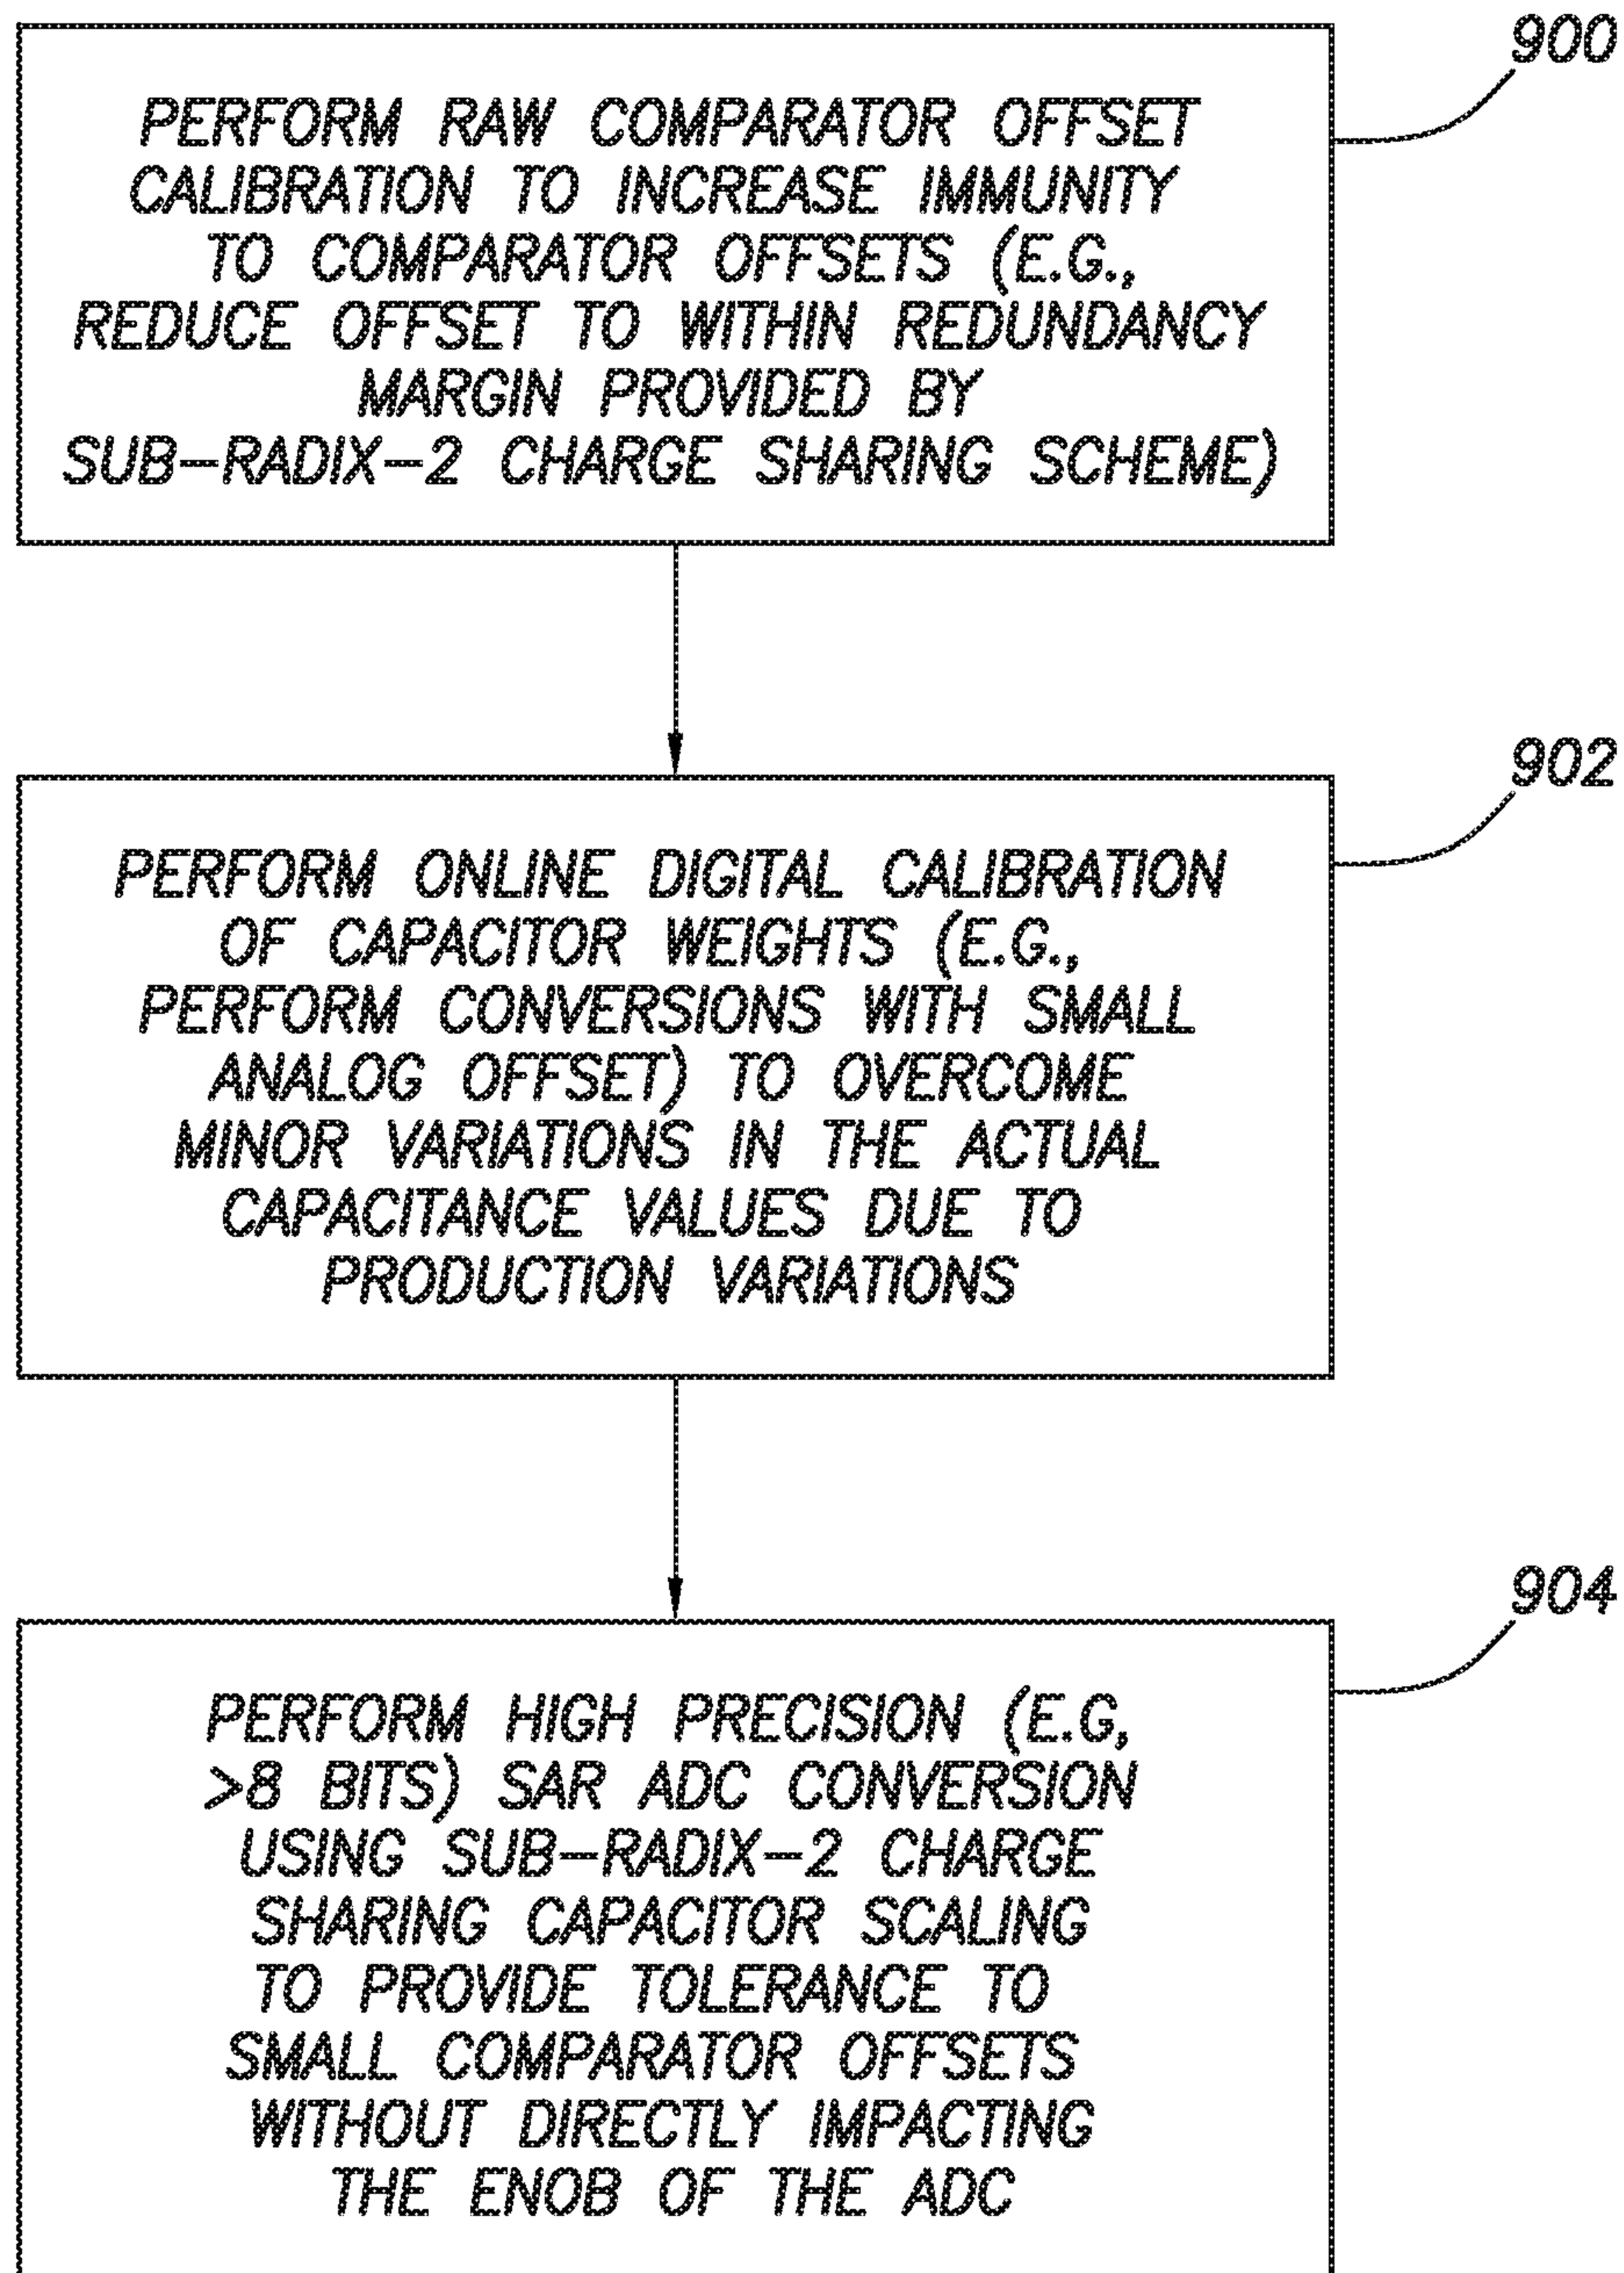 900
PERFORM RAW COMPARATOR OFFSET
CALIBRATION TO INCREASE IMMUNITY
TO COMPARATOR OFFSETS (E.G.,
REDUCE OFFSET TO WITHIN REDUNDANCY
MARGIN PROVIDED BY
SUB-RADIX-2 CHARGE SHARING SCHEME)
902
PERFORM ONLINE DIGITAL CALIBRATION
OF CAPACITOR WEIGHTS (E.G.,
PERFORM CONVERSIONS WITH SMALL
ANALOG OFFSET) TO OVERCOME
MINOR VARIATIONS IN THE ACTUAL
CAPACITANCE VALUES DUE TO
PRODUCTION VARIATIONS
904
PERFORM HIGH PRECISION (E.G,
>8 BITS) SAR ADC CONVERSION
USING SUB-RADIX-2 CHARGE
SHARING CAPACITOR SCALING
TO PROVIDE TOLERANCE TO
SMALL COMPARATOR OFFSETS
WITHOUT DIRECTLY IMPACTING
THE ENOB OF THE ADC